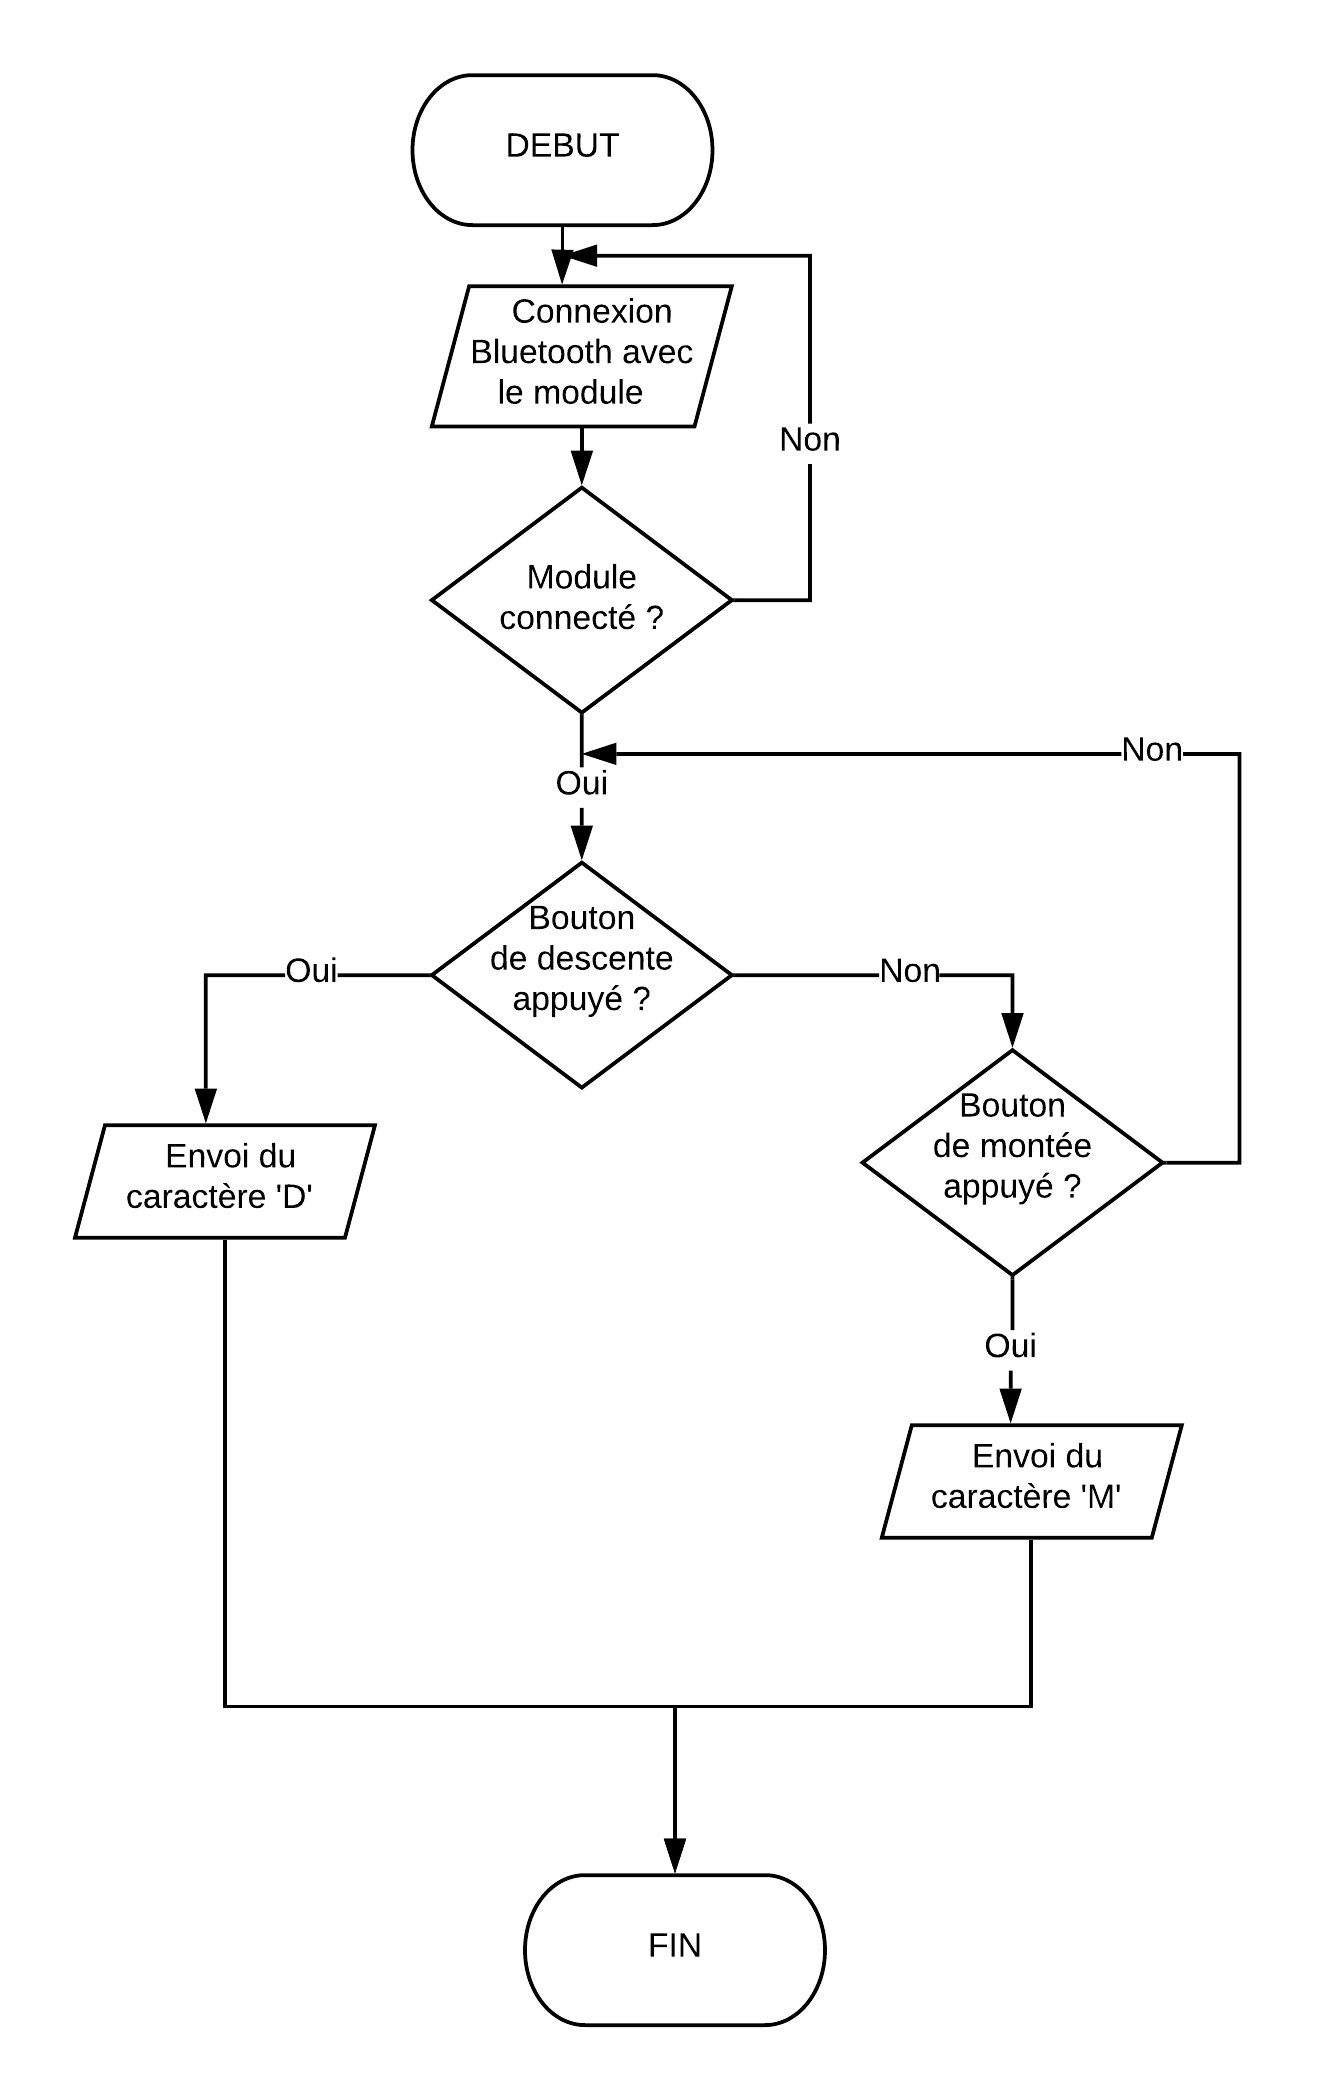 DEBUT
Connexion
Bluetooth avec
le module
Non
Module
connecté ?
Non
Oui
Bouton
de descente
appuyé ?
Oui
Non
Bouton
de montée
appuyé ?
Envoi du
caractère 'D'
Oui
Envoi du
caractère 'M'
FIN